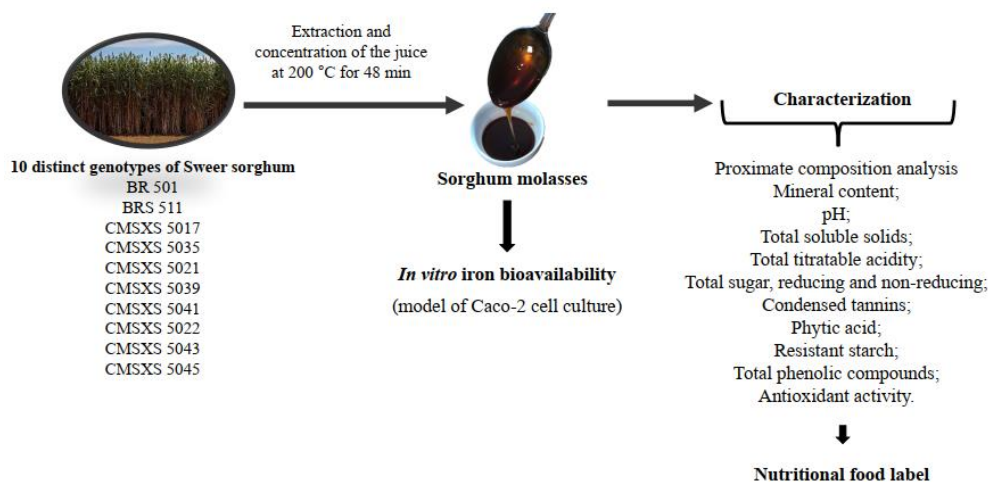 Extraction and
concentration of the juice
at 200 °C for 48 min
10 distinct genotypes of Sweer sorghum
BR 501
BRS 511
CMSXS 5017
CMSXS 5035
CMSXS 5021
CMSXS 5039
CMSXS 5041
CMSXS 5022
CMSXS 5043
CMSXS 5045
Sorghum molasses
In vitro iron bioavailability
(model of Caco-2 cell culture)
Characterization
Proximate composition analysis
Mineral content;
pH;
Total soluble solids;
Total titratable acidity;
Total sugar, reducing and non-reducing;
Condensed tannins;
Phytic acid;
Resistant starch;
Total phenolic compounds;
Antioxidant activity.
Nutritional food label